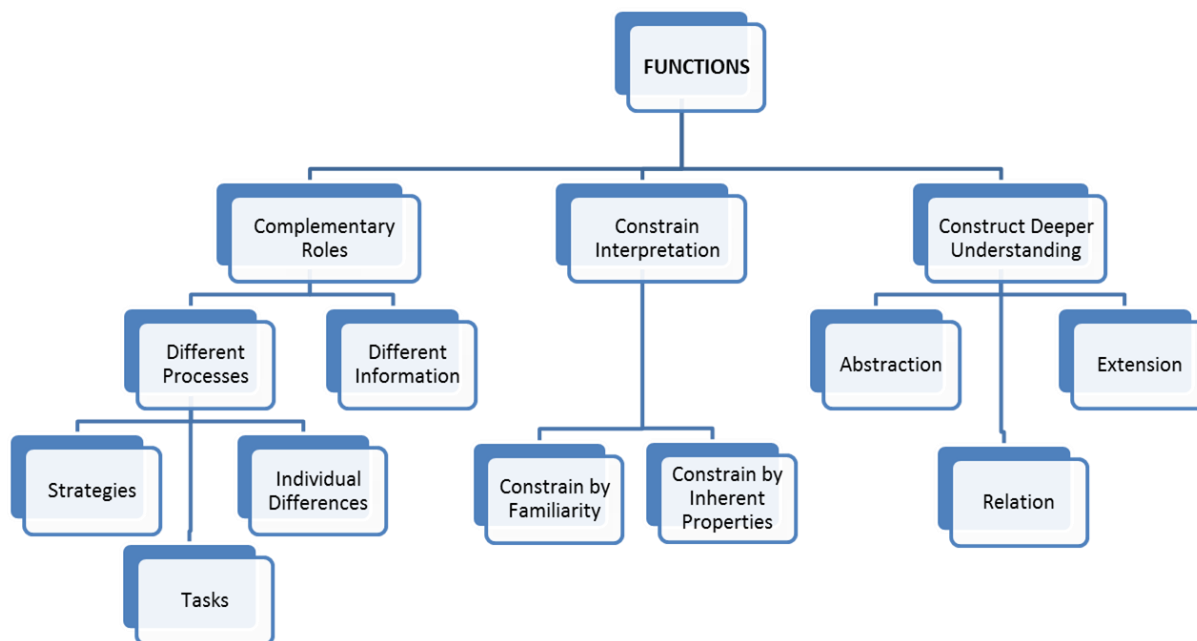 FUNCTIONS
Complementary
Roles
Constrain
Interpretation
Construct Deeper
Understanding
Different
Processes
Different
Information
Abstraction
Extension
Strategies
Individual
Differences
Constrain by
Familiarity
Constrain by
Inherent
Properties
Relation
Tasks